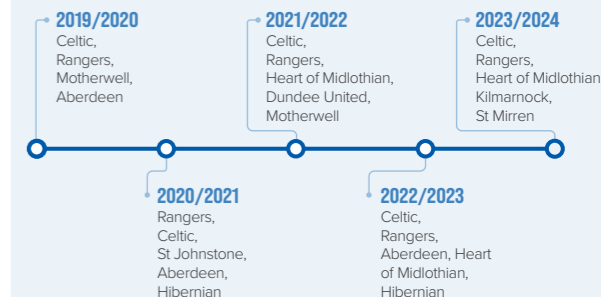 2019/2020
Celtic,
Rangers,
Motherwell,
Aberdeen
2020/2021
Rangers,
Celtic,
St Johnstone,
Aberdeen,
Hibernian
2021/2022
Celtic,
Rangers,
Heart of Midlothian,
Dundee United,
Motherwell
2022/2023
Celtic,
Rangers,
Aberdeen, Heart
of Midlothian,
Hibernian
2023/2024
Celtic,
Rangers,
Heart of Midlothian
Kilmarnock,
St Mirren